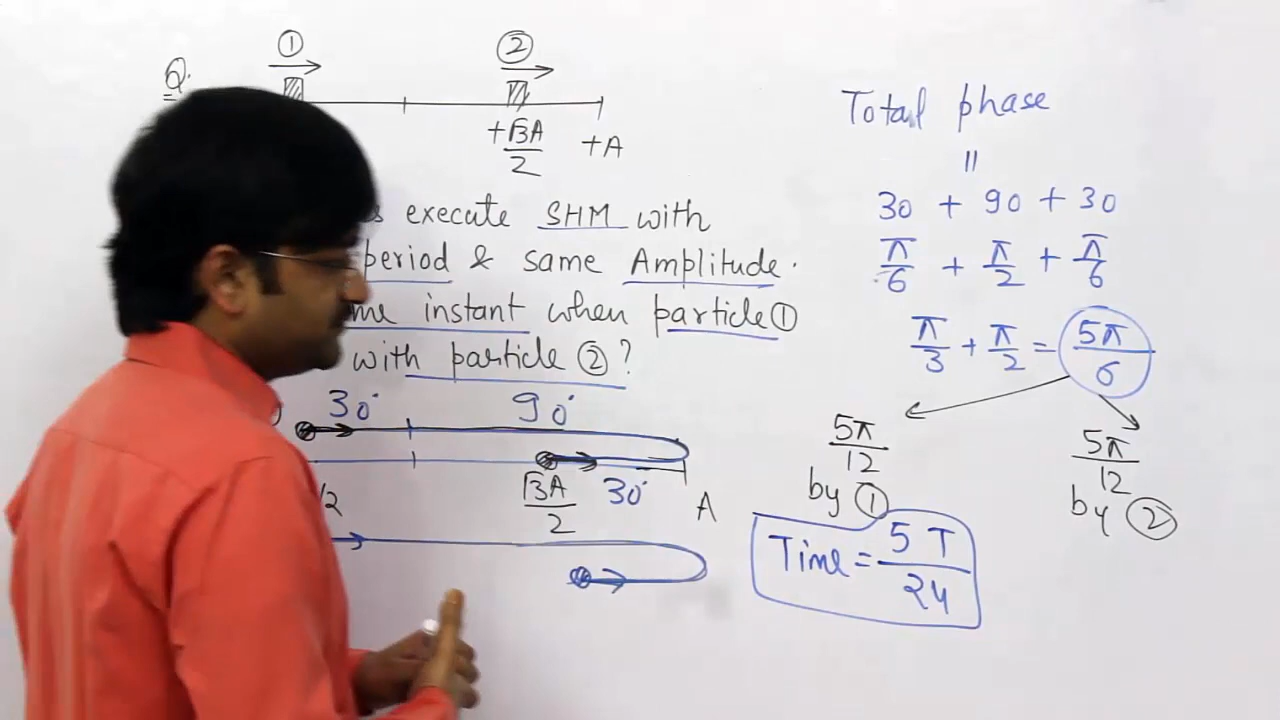 Q.
①
②
+√3A/2
+A
execute SHM with
period & same Amplitude.
me instant when particle ①
with particle ② ?
30°
90°
√3A/2
30°
A
/2
Total phase
=
30 + 90 + 30
π/6 + π/2 + π/6
π/3 + π/2 = 5π/6
5π/12
by ①
5π/12
by ②
Time = 5T/24